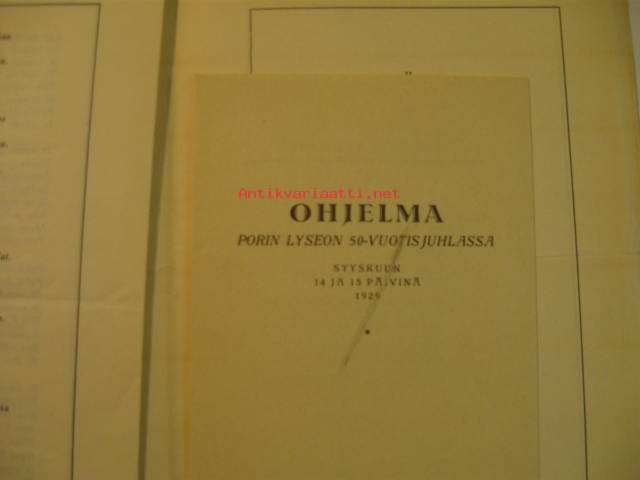 Antikvariaatti.net
OHJELMA
PORIN LYSEON 50-VUOTISJUHLASSA
SYYSKUUN
14 JA 15 PÄIVINÄ
1929